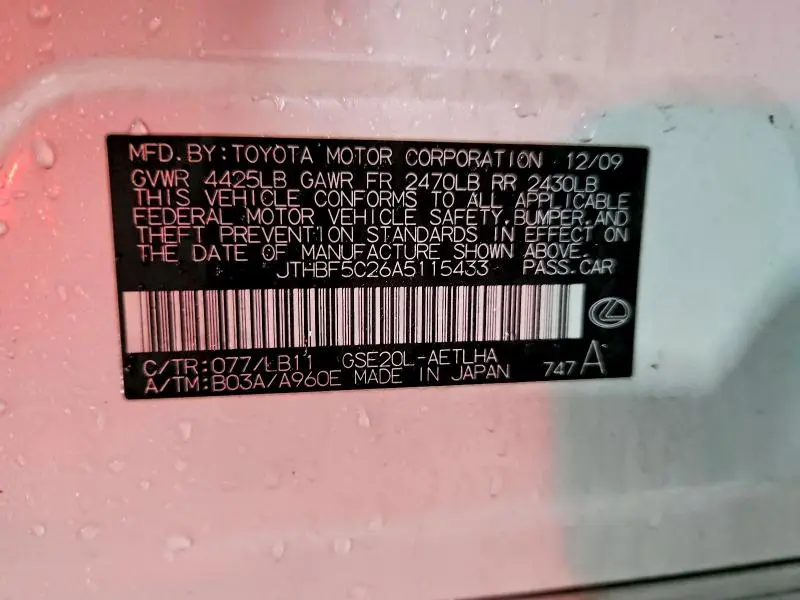 MFD. BY: TOYOTA MOTOR CORPORATION 12/09
GVWR 4425LB GAWR FR 2470LB RR 2430LB
THIS VEHICLE CONFORMS TO ALL APPLICABLE
FEDERAL MOTOR VEHICLE SAFETY, BUMPER, AND
THEFT PREVENTION STANDARDS IN EFFECT ON
THE DATE OF MANUFACTURE SHOWN ABOVE.
JTHBF5C26A5115433 PASS. CAR
C/TR: 077/LB11 GSE20L-AETLHA
A/TM: B03A/A960E MADE IN JAPAN 747 A